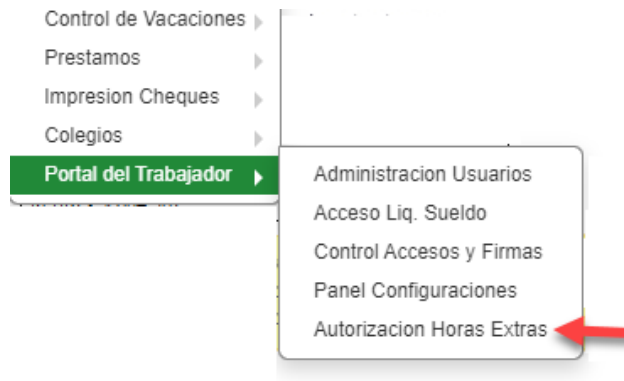 Control de Vacaciones
Prestamos
Impresion Cheques
Colegios
Portal del Trabajador
Administracion Usuarios
Acceso Liq. Sueldo
Control Accesos y Firmas
Panel Configuraciones
Autorizacion Horas Extras